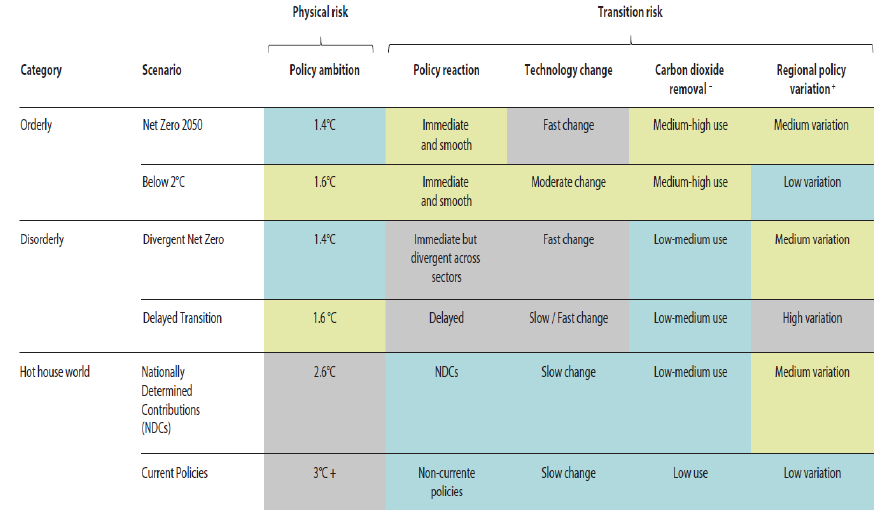 Physical risk Transition risk
Category Scenario Policy ambition Policy reaction Technology change Carbon dioxide Regional policy
removal - variation +
Orderly Net Zero 2050 1.4°C Immediate Fast change Medium-high use Medium variation
and smooth
Below 2°C 1.6°C Immediate Moderate change Medium-high use Low variation
and smooth
Disorderly Divergent Net Zero 1.4°C Immediate but Fast change Low-medium use Medium variation
divergent across
sectors
Delayed Transition 1.6 °C Delayed Slow / Fast change Low-medium use High variation
Hot house world Nationally 2.6°C NDCs Slow change Low-medium use Medium variation
Determined
Contributions
(NDCs)
Current Policies 3°C + Non-currente Slow change Low use Low variation
policies